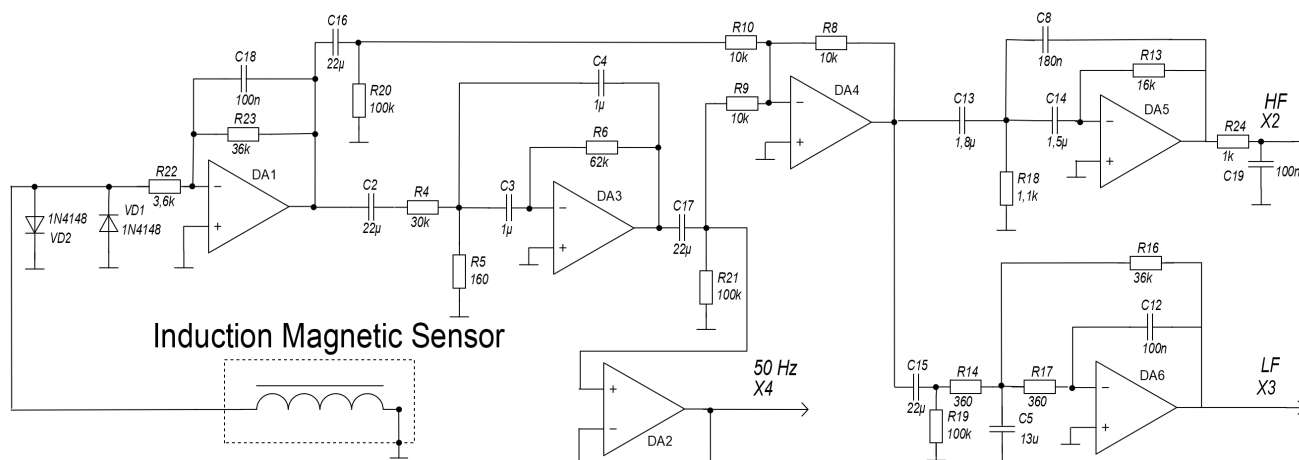 C16
22µ
R10
10k
R8
10k
C8
180n
C18
100n
R20
100k
C4
1µ
R9
10k
DA4
R13
16k
HF
X2
R23
36k
R6
62k
C13
1,8µ
C14
1,5µ
DA5
R24
1k
C19
100n
R22
3,6k
DA1
C2
22µ
R4
30k
C3
1µ
DA3
C17
22µ
R18
1,1k
1N4148
VD2
VD1
1N4148
R5
160
R21
100k
R16
36k
Induction Magnetic Sensor
C12
100n
50 Hz
X4
C15
22µ
R14
360
R17
360
DA6
LF
X3
R19
100k
C5
13u
DA2